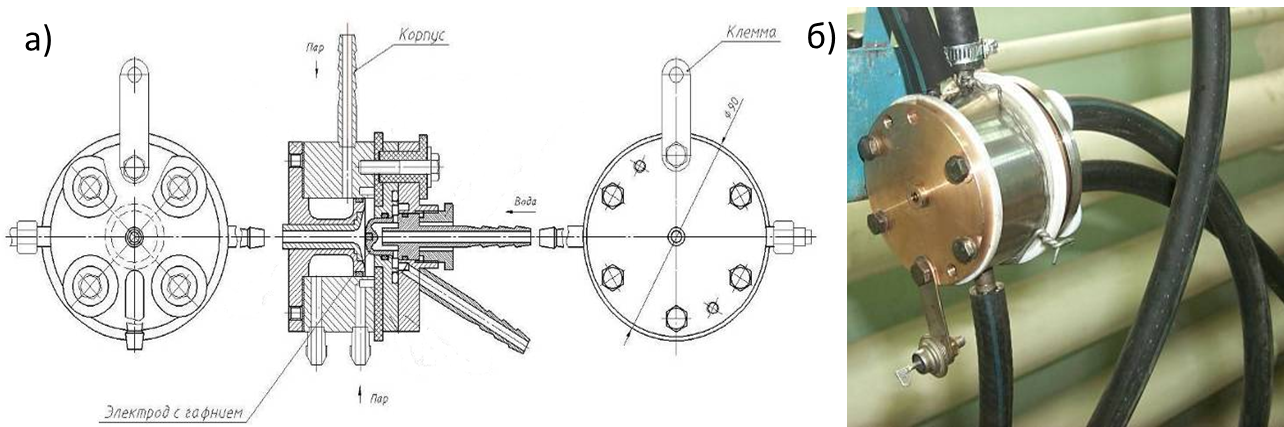 а)
Пар
Корпус
Клемма
б)
ϕ 90
Вода
Пар
Электрод с гафнием